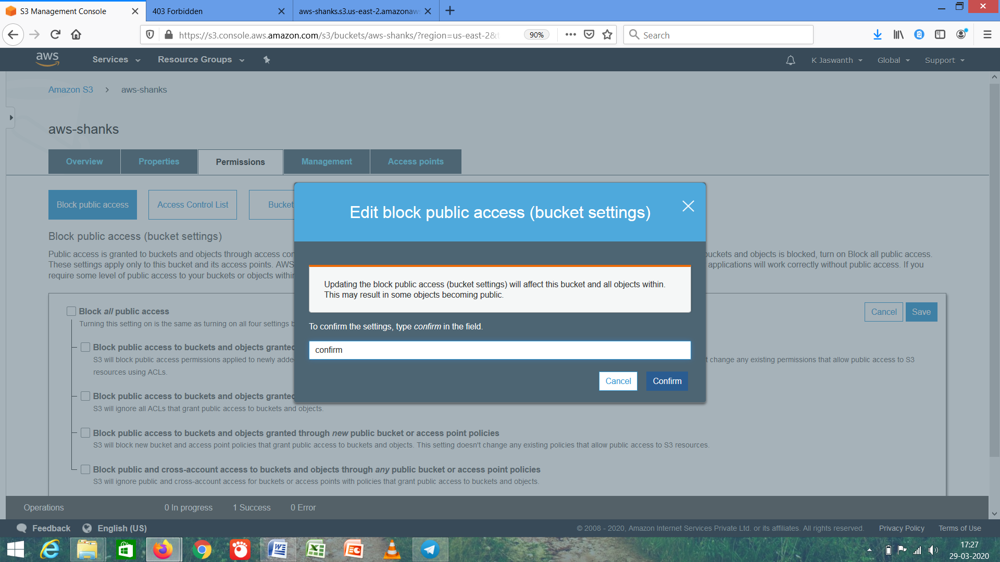 S3 Management Console
403 Forbidden
aws-shanks.s3.us-east-2.amazonaws
https://s3.console.aws.amazon.com/s3/buckets/aws-shanks/?region=us-east-2&t
90%
Search
aws
Services
Resource Groups
K Jaswanth
Global
Support
Amazon S3 > aws-shanks
aws-shanks
Overview
Properties
Permissions
Management
Access points
Block public access
Access Control List
Bucket
Edit block public access (bucket settings)
Block public access (bucket settings)
Public access is granted to buckets and objects through access con
buckets and objects is blocked, turn on Block all public access.
These settings apply only to this bucket and its access points. AWS
applications will work correctly without public access. If you
require some level of public access to your buckets or objects within
Updating the block public access (bucket settings) will affect this bucket and all objects within.
This may result in some objects becoming public.
To confirm the settings, type confirm in the field.
confirm
Cancel
Confirm
Block all public access
Cancel
Save
Turning this setting on is the same as turning on all four settings b
Block public access to buckets and objects granted
S3 will block public access permissions applied to newly adde
t change any existing permissions that allow public access to S3
resources using ACLs.
Block public access to buckets and objects granted
S3 will ignore all ACLs that grant public access to buckets and objects.
Block public access to buckets and objects granted through new public bucket or access point policies
S3 will block new bucket and access point policies that grant public access to buckets and objects. This setting doesn't change any existing policies that allow public access to S3 resources.
Block public and cross-account access to buckets and objects through any public bucket or access point policies
S3 will ignore public and cross-account access for buckets or access points with policies that grant public access to buckets and objects.
Operations
0 In progress
1 Success
0 Error
Feedback
English (US)
© 2008 - 2020, Amazon Internet Services Private Ltd. or its affiliates. All rights reserved.
Privacy Policy
Terms of Use
17:27
29-03-2020